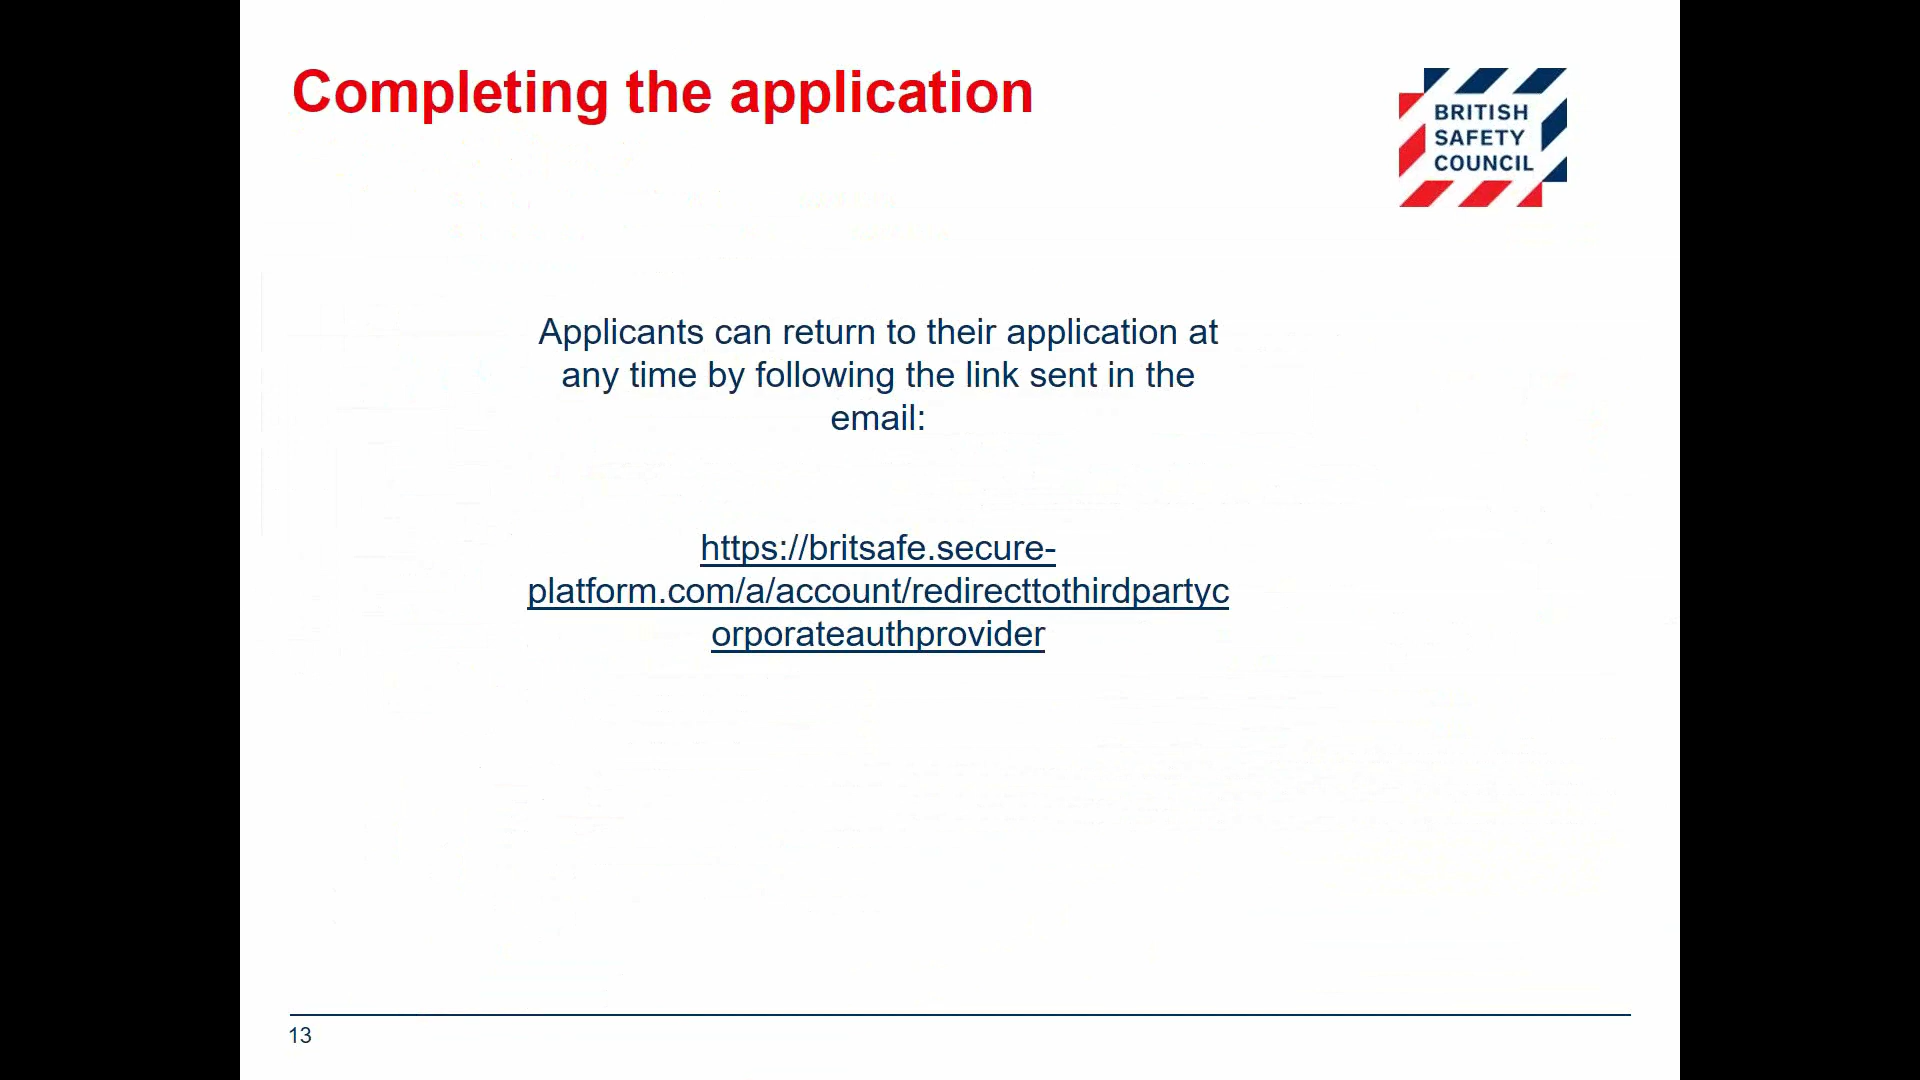 Completing the application
BRITISH
SAFETY
COUNCIL
Applicants can return to their application at
any time by following the link sent in the
email:
https://britsafe.secure-
platform.com/a/account/redirecttothirdpartyc
orporateauthprovider
13